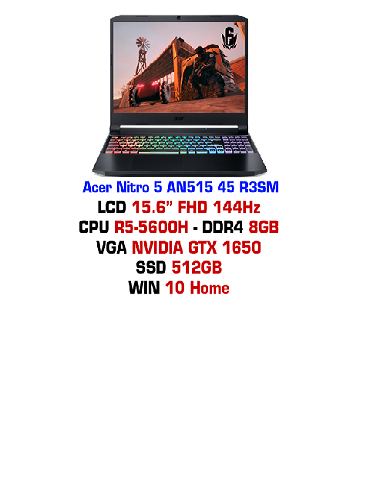 Acer Nitro 5 AN515 45 R3SM
LCD 15.6” FHD 144Hz
CPU R5-5600H - DDR4 8GB
VGA NVIDIA GTX 1650
SSD 512GB
WIN 10 Home